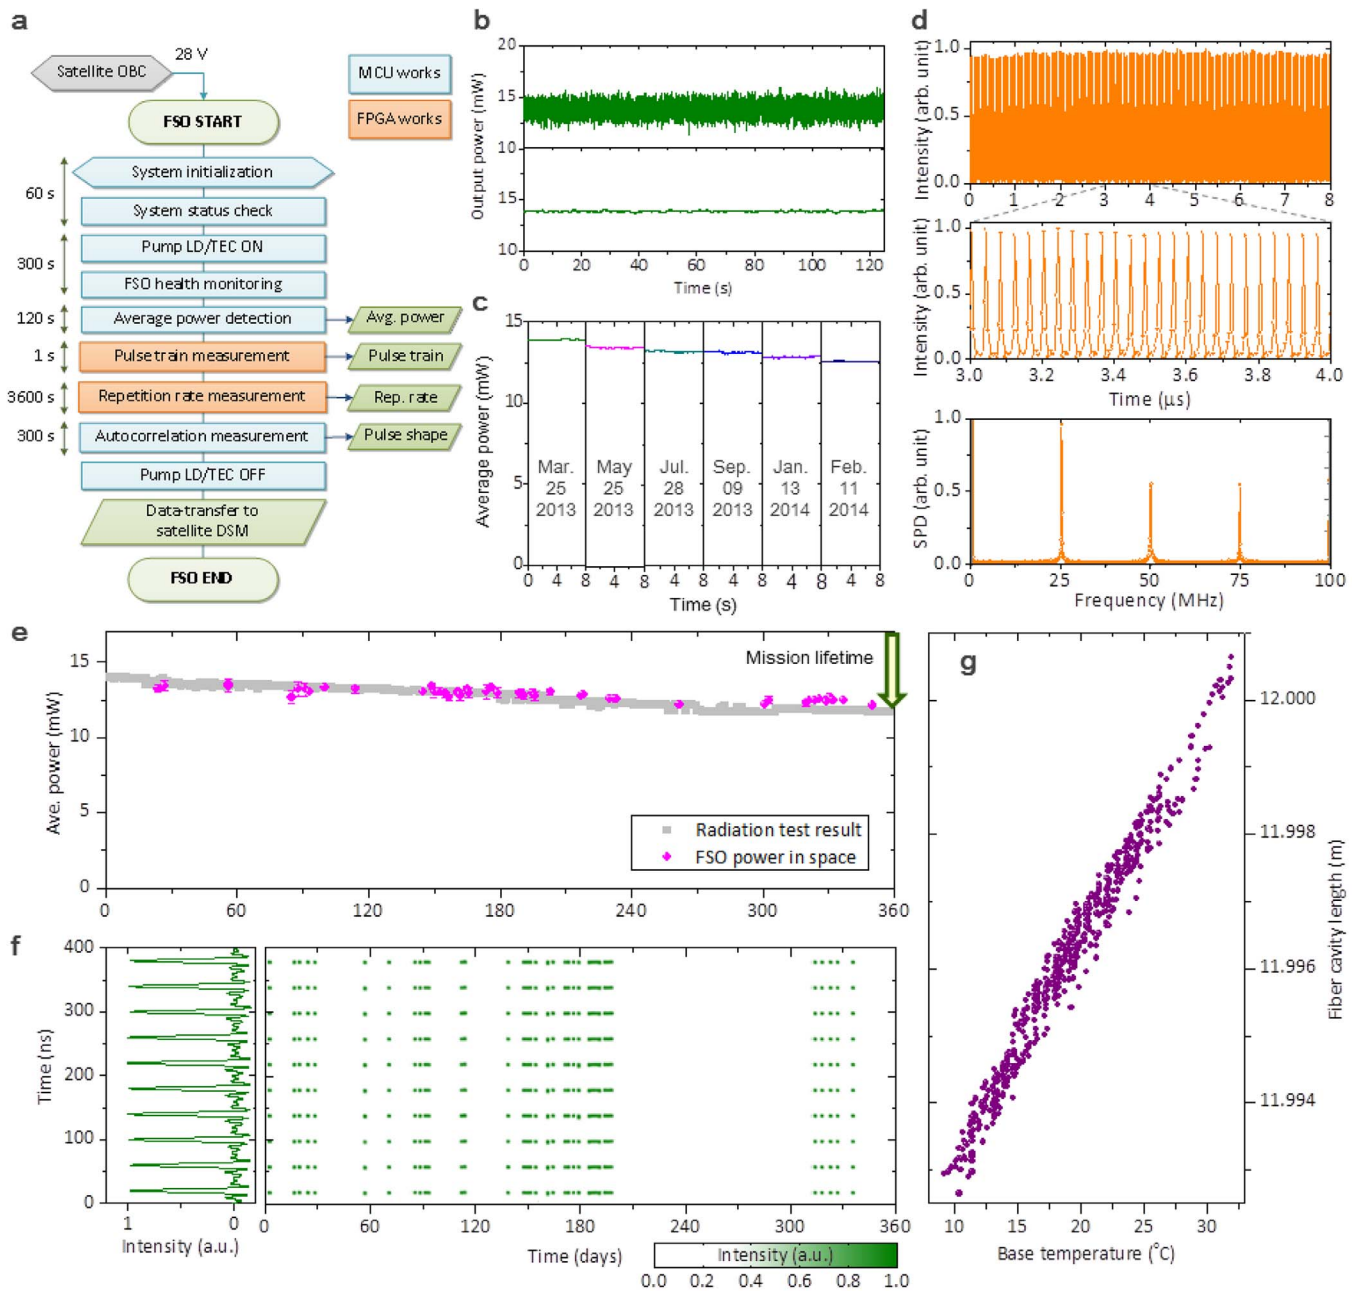 a
Satellite OBC
28 V
MCU works
FPGA works
FSO START
System initialization
60 s
System status check
Pump LD/TEC ON
300 s
FSO health monitoring
120 s
Average power detection
Avg. power
1 s
Pulse train measurement
Pulse train
3600 s
Repetition rate measurement
Rep. rate
300 s
Autocorrelation measurement
Pulse shape
Pump LD/TEC OFF
Data-transfer to
satellite DSM
FSO END
b
Output power (mW)
20
15
10
15
10
0 20 40 60 80 100 120
Time (s)
c
Average power (mW)
15
10
5
0
Mar.
25
2013
May
25
2013
Jul.
28
2013
Sep.
09
2013
Jan.
13
2014
Feb.
11
2014
0 4 8 4 8 4 8 4 8 4 8 4 8
Time (s)
d
Intensity (arb. unit)
1.0
0.5
0.0
0 1 2 3 4 5 6 7 8
Intensity (arb. unit)
1.0
0.5
0.0
3.0 3.2 3.4 3.6 3.8 4.0
Time (μs)
SPD (arb. unit)
1.0
0.5
0.0
0 25 50 75 100
Frequency (MHz)
e
Ave. power (mW)
15
10
5
0
Mission lifetime
Radiation test result
FSO power in space
0 60 120 180 240 300 360
f
Time (ns)
400
300
200
100
0
1 0
Intensity (a.u.)
0 60 120 180 240 300 360
Time (days)
Intensity (a.u.)
0.0 0.2 0.4 0.6 0.8 1.0
g
12.000
11.998
11.996
11.994
Fiber cavity length (m)
10 15 20 25 30
Base temperature (°C)